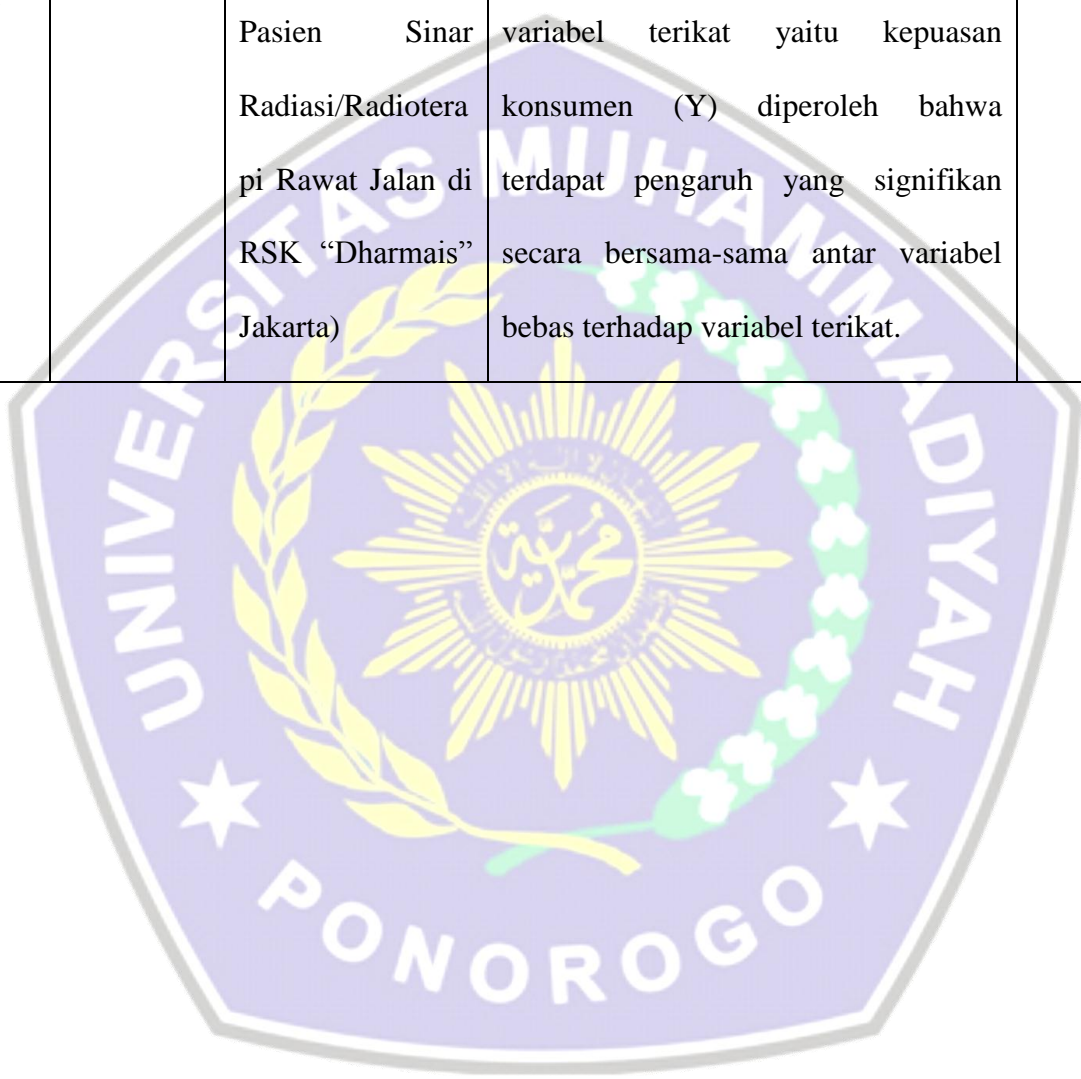 Pasien Sinar
Radiasi/Radiotera
pi Rawat Jalan di
RSK “Dharmais”
Jakarta)
variabel terikat yaitu kepuasan
konsumen (Y) diperoleh bahwa
terdapat pengaruh yang signifikan
secara bersama-sama antar variabel
bebas terhadap variabel terikat.
UNIVERSITAS MUHAMMADIYAH
PONOROGO